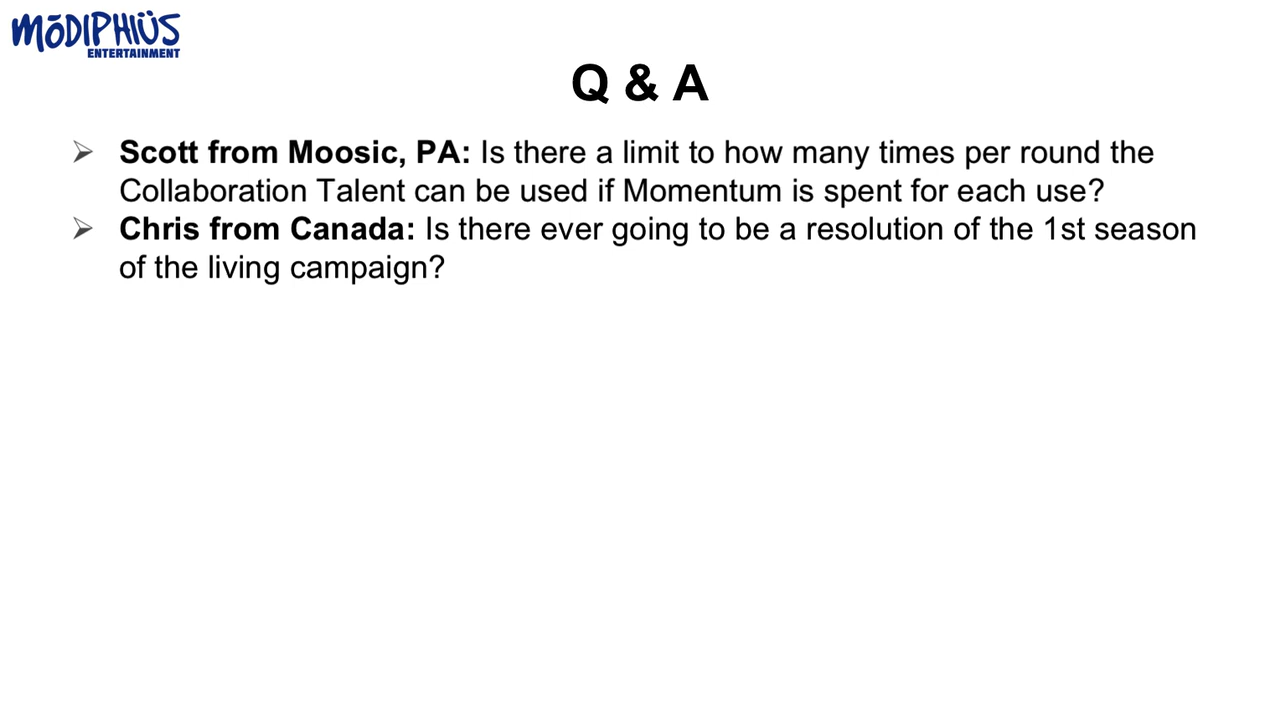 MōDIPHIÜS
ENTERTAINMENT
Q & A
➢ Scott from Moosic, PA: Is there a limit to how many times per round the
Collaboration Talent can be used if Momentum is spent for each use?
➢ Chris from Canada: Is there ever going to be a resolution of the 1st season
of the living campaign?